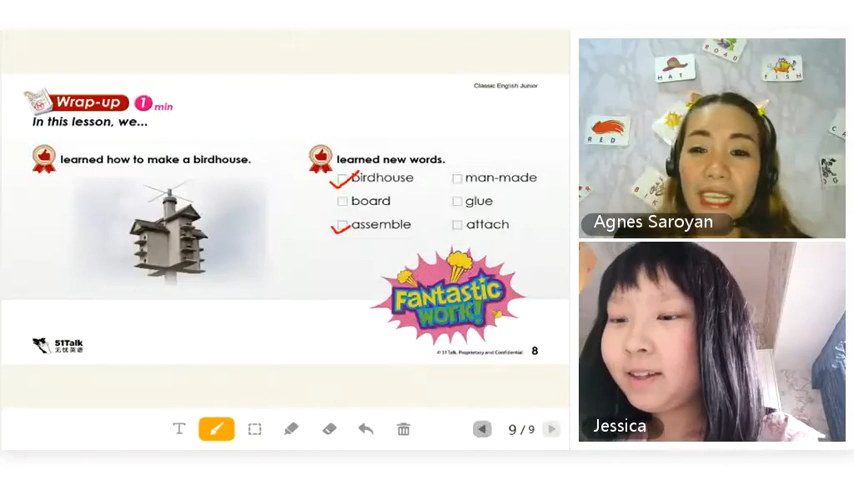 Classic English Junior
Wrap-up 1 min
In this lesson, we...
learned how to make a birdhouse.
learned new words.
birdhouse
man-made
board
glue
assemble
attach
FANTASTIC
WORK!
51Talk
无忧英语
© 51Talk. Proprietary and Confidential.
8
T
9 / 9
ROAD
HAT
FISH
RED
Agnes Saroyan
Jessica